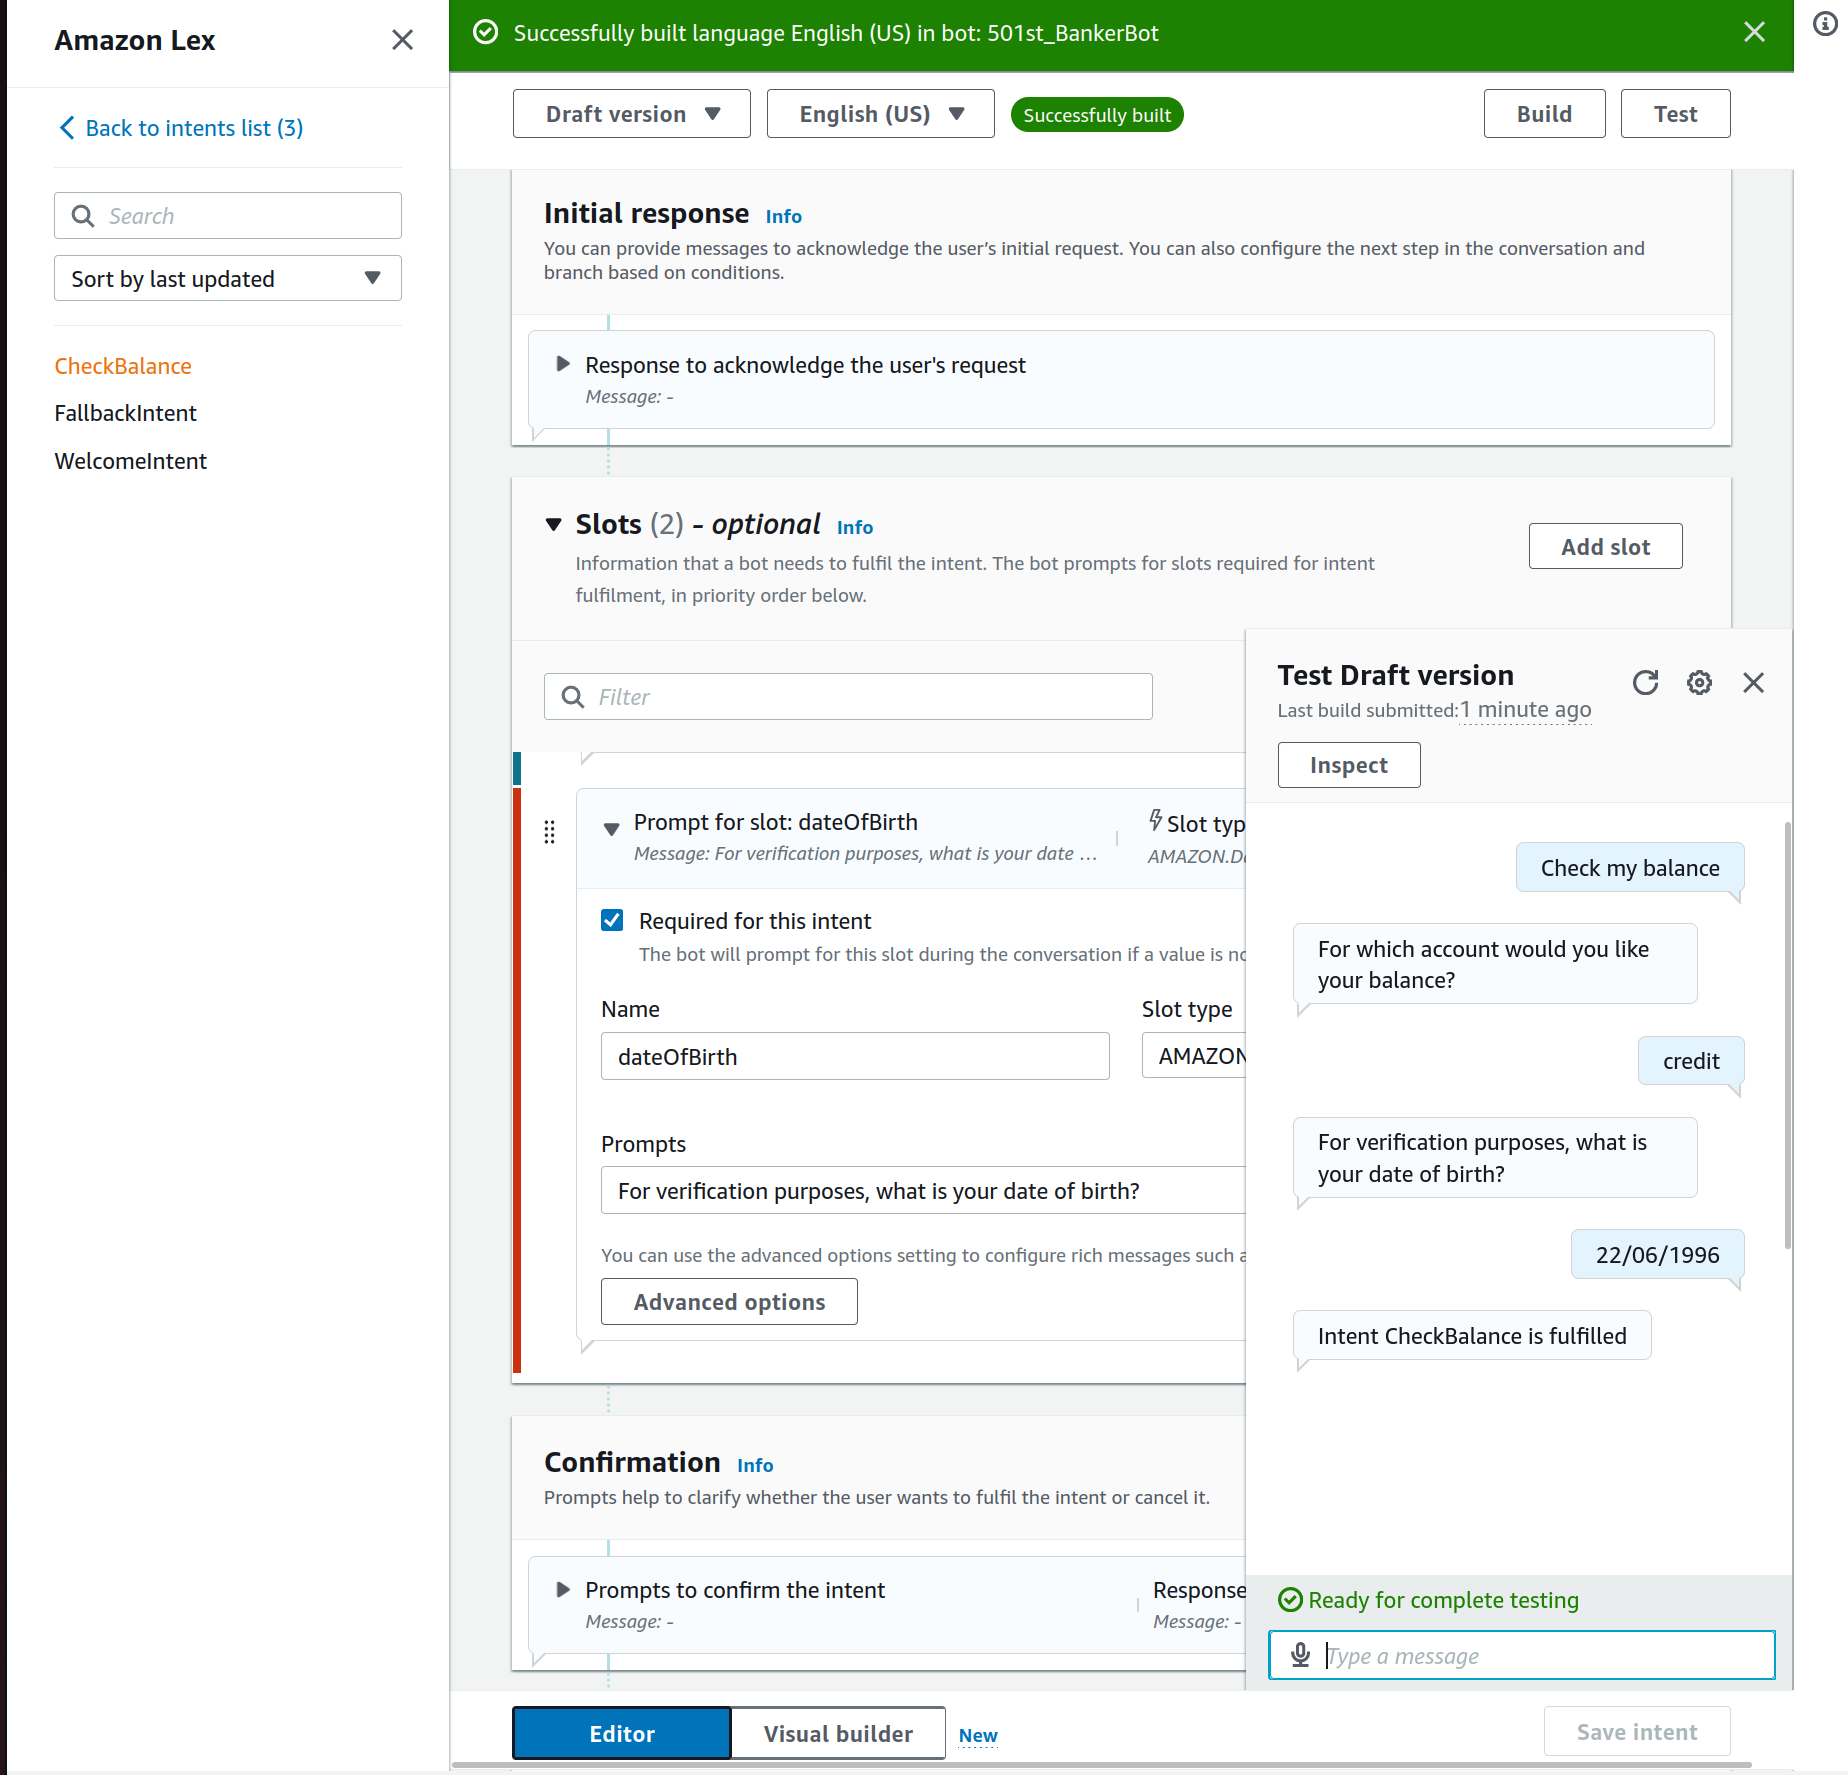 Amazon Lex
Back to intents list (3)
Search
Sort by last updated
CheckBalance
FallbackIntent
WelcomeIntent
Successfully built language English (US) in bot: 501st_BankerBot
Draft version
English (US)
Successfully built
Build
Test
Initial response Info
You can provide messages to acknowledge the user's initial request. You can also configure the next step in the conversation and
branch based on conditions.
Response to acknowledge the user's request
Message: -
Slots (2) - optional Info
Information that a bot needs to fulfil the intent. The bot prompts for slots required for intent
fulfilment, in priority order below.
Add slot
Filter
Prompt for slot: dateOfBirth
Message: For verification purposes, what is your date ...
Slot typ
AMAZON.Da
Required for this intent
The bot will prompt for this slot during the conversation if a value is no
Name
dateOfBirth
Slot type
AMAZON
Prompts
For verification purposes, what is your date of birth?
You can use the advanced options setting to configure rich messages such a
Advanced options
Confirmation Info
Prompts help to clarify whether the user wants to fulfil the intent or cancel it.
Prompts to confirm the intent
Message: -
Response
Message: -
Editor
Visual builder
New
Save intent
Test Draft version
Last build submitted:1 minute ago
Inspect
Check my balance
For which account would you like
your balance?
credit
For verification purposes, what is
your date of birth?
22/06/1996
Intent CheckBalance is fulfilled
Ready for complete testing
Type a message